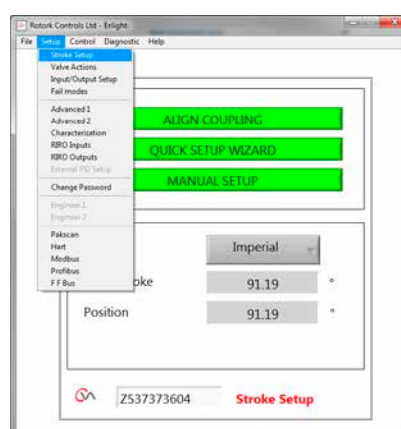 Rotork Controls Ltd - Enlight.
File Setup Control Diagnostic Help
Stroke Setup
Valve Actions
Input/Output Setup
Fail modes
Advanced 1
Advanced 2
Characterization
RIRO Inputs
RIRO Outputs
External PID Setup
Change Password
Engineer 1
Engineer 2
Pakscan
Hart
Modbus
Profibus
F F Bus
ALIGN COUPLING
QUICK SETUP WIZARD
MANUAL SETUP
Imperial
oke 91.19 °
Position 91.19 °
Z537373604 Stroke Setup